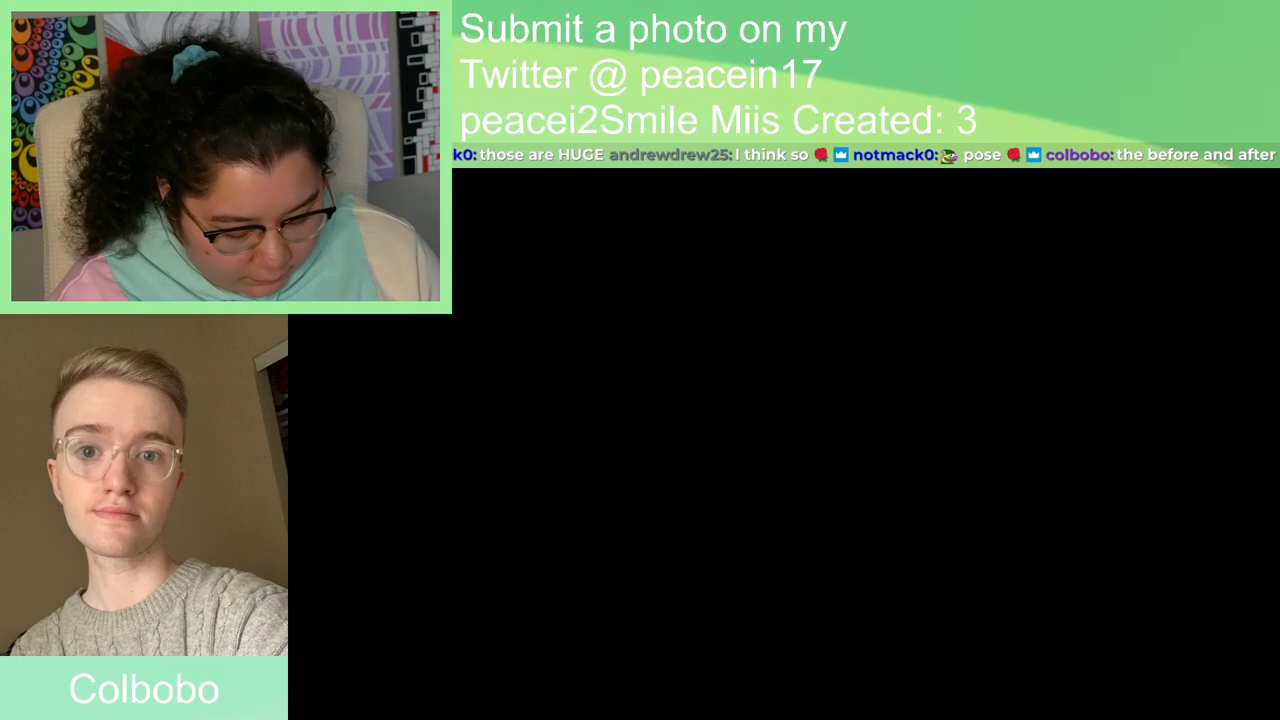 Submit a photo on my
Twitter @ peacein17
peacei2Smile Miis Created: 3
k0: those are HUGE andrewdrew25: I think so notmack0: pose colbobo: the before and after
Colbobo